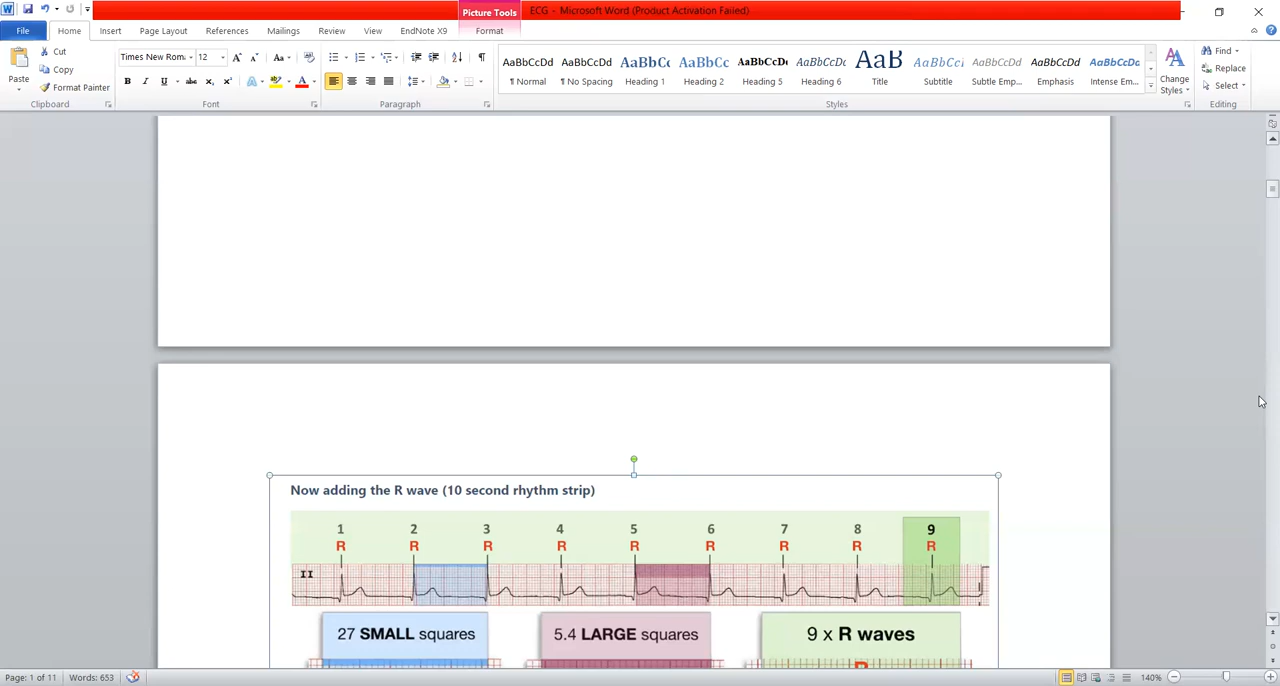 Picture Tools
ECG - Microsoft Word (Product Activation Failed)
File Home Insert Page Layout References Mailings Review View EndNote X9 Format
Paste
Cut
Copy
Format Painter
Clipboard
Times New Rom 12
Font
Paragraph
AaBbCcDd AaBbCcDd AaBbCc AaBbCc AaBbCcDc AaBbCcDc AaB AaBbCcl AaBbCcDd AaBbCcDd AaBbCcDc
¶ Normal ¶ No Spacing Heading 1 Heading 2 Heading 5 Heading 6 Title Subtitle Subtle Emp... Emphasis Intense Em...
Styles
Change
Styles
Find
Replace
Select
Editing
Now adding the R wave (10 second rhythm strip)
1 2 3 4 5 6 7 8 9
R R R R R R R R R
II
27 SMALL squares
5.4 LARGE squares
9 x R waves
R
Page: 1 of 11 Words: 653 140%